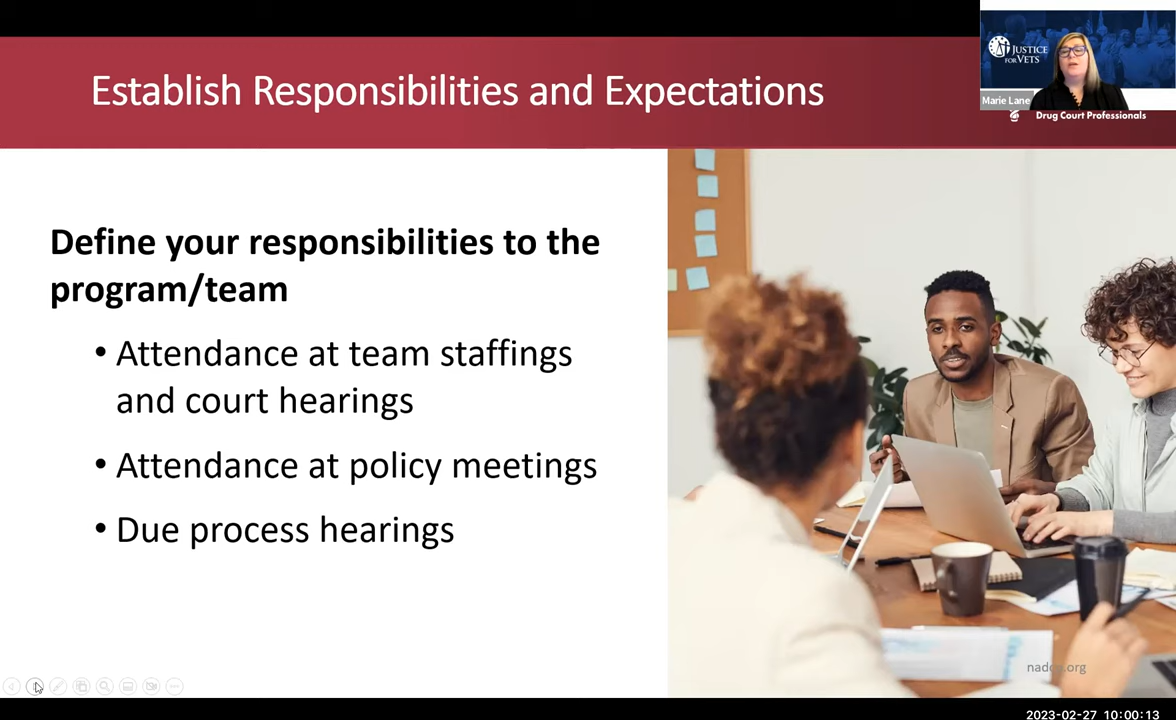 Establish Responsibilities and Expectations
JUSTICE
FOR VETS
Marie Lane
Drug Court Professionals
Define your responsibilities to the
program/team
• Attendance at team staffings
and court hearings
• Attendance at policy meetings
• Due process hearings
2023-02-27 10:00:13